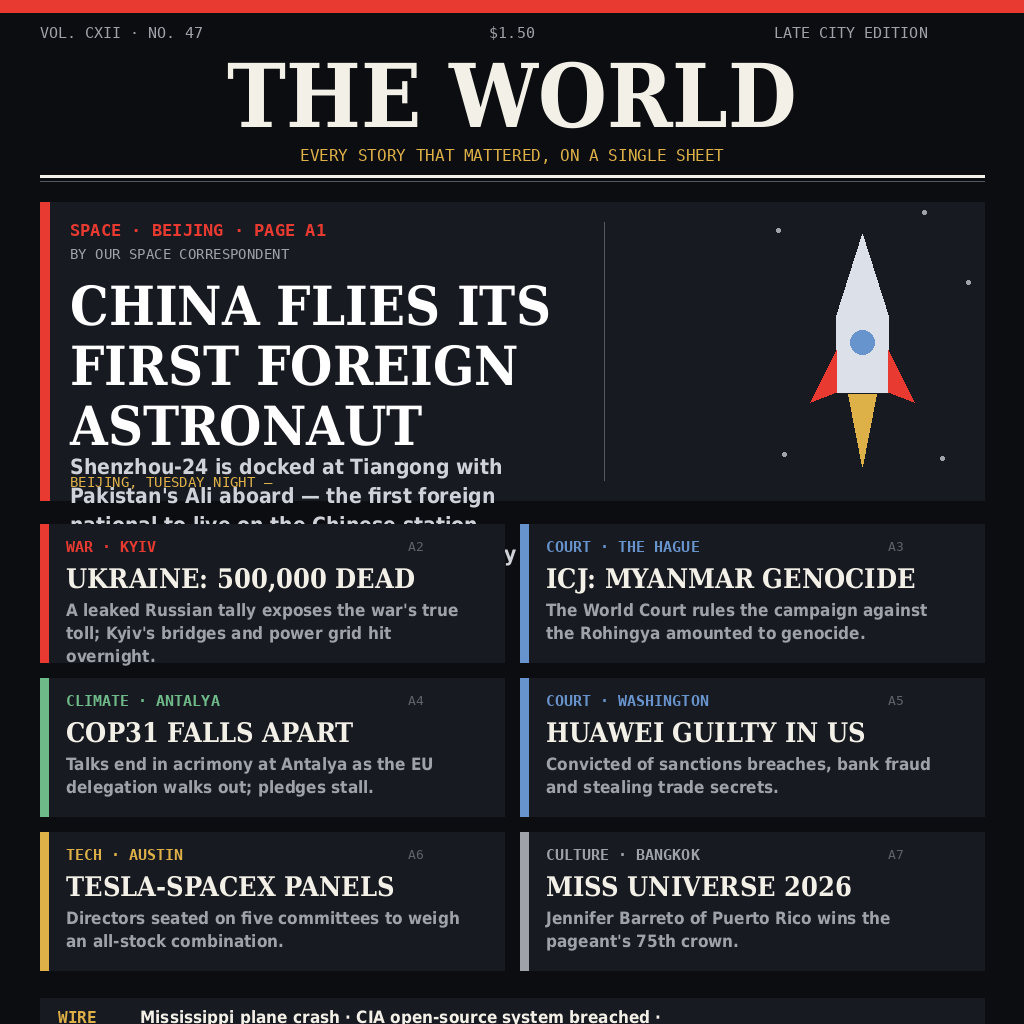 VOL. CXII · NO. 47
$1.50
LATE CITY EDITION
THE WORLD
EVERY STORY THAT MATTERED, ON A SINGLE SHEET
SPACE · BEIJING · PAGE A1
BY OUR SPACE CORRESPONDENT
CHINA FLIES ITS
FIRST FOREIGN
ASTRONAUT
Shenzhou-24 is docked at Tiangong with
BEIJING, TUESDAY NIGHT —
Pakistan's Ali aboard — the first foreign
national to live on the Chinese station
y
WAR · KYIV
A2
UKRAINE: 500,000 DEAD
A leaked Russian tally exposes the war's true
toll; Kyiv's bridges and power grid hit
overnight.
COURT · THE HAGUE
A3
ICJ: MYANMAR GENOCIDE
The World Court rules the campaign against
the Rohingya amounted to genocide.
CLIMATE · ANTALYA
A4
COP31 FALLS APART
Talks end in acrimony at Antalya as the EU
delegation walks out; pledges stall.
COURT · WASHINGTON
A5
HUAWEI GUILTY IN US
Convicted of sanctions breaches, bank fraud
and stealing trade secrets.
TECH · AUSTIN
A6
TESLA-SPACEX PANELS
Directors seated on five committees to weigh
an all-stock combination.
CULTURE · BANGKOK
A7
MISS UNIVERSE 2026
Jennifer Barreto of Puerto Rico wins the
pageant's 75th crown.
WIRE
Mississippi plane crash · CIA open-source system breached ·